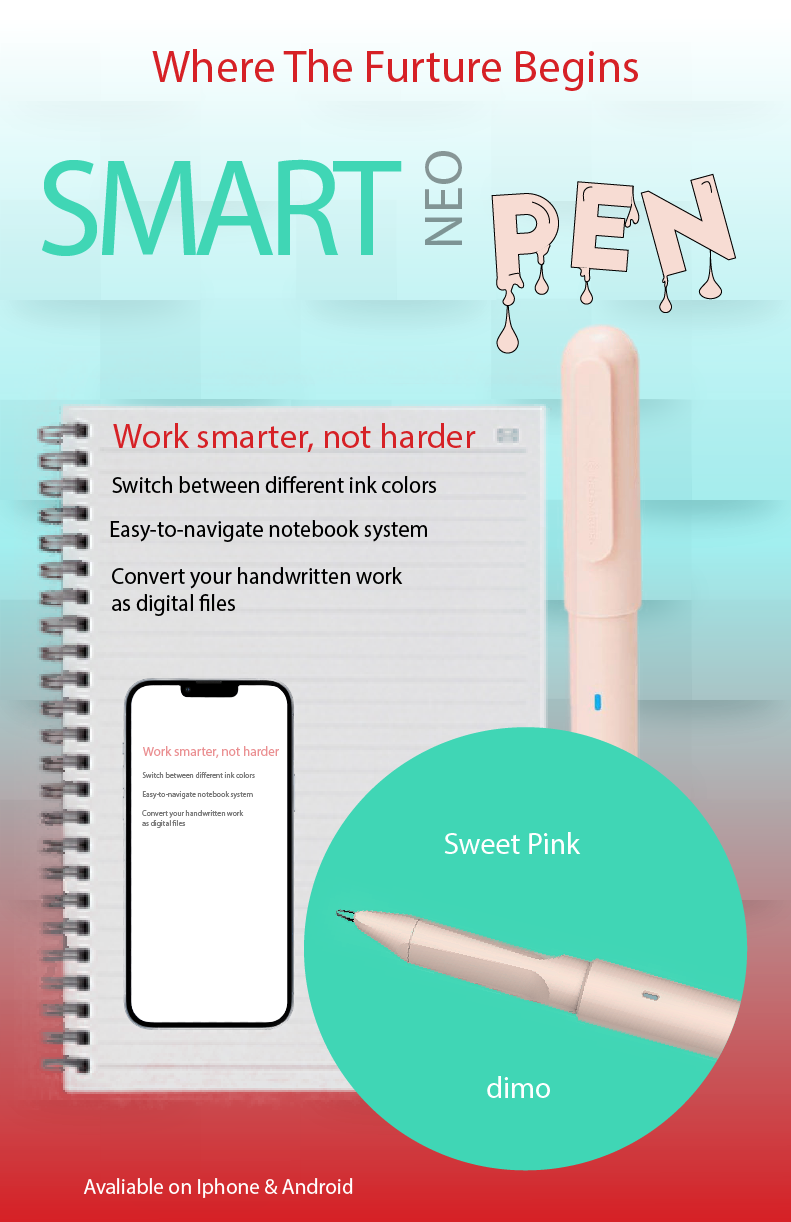 Where The Furture Begins
SMART NEO PEN
Work smarter, not harder
Switch between different ink colors
Easy-to-navigate notebook system
Convert your handwritten work
as digital files
Work smarter, not harder
Switch between different ink colors
Easy-to-navigate notebook system
Convert your handwritten work
as digital files
Sweet Pink
dimo
Avaliable on Iphone & Android